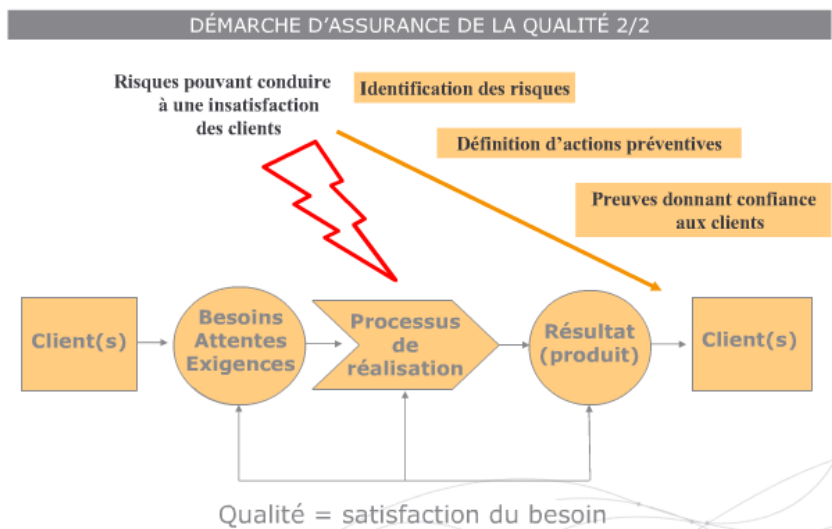 DÉMARCHE D'ASSURANCE DE LA QUALITÉ 2/2
Risques pouvant conduire
à une insatisfaction
des clients
Identification des risques
Définition d'actions préventives
Preuves donnant confiance
aux clients
Client(s)
Besoins
Attentes
Exigences
Processus
de
réalisation
Résultat
(produit)
Client(s)
Qualité = satisfaction du besoin